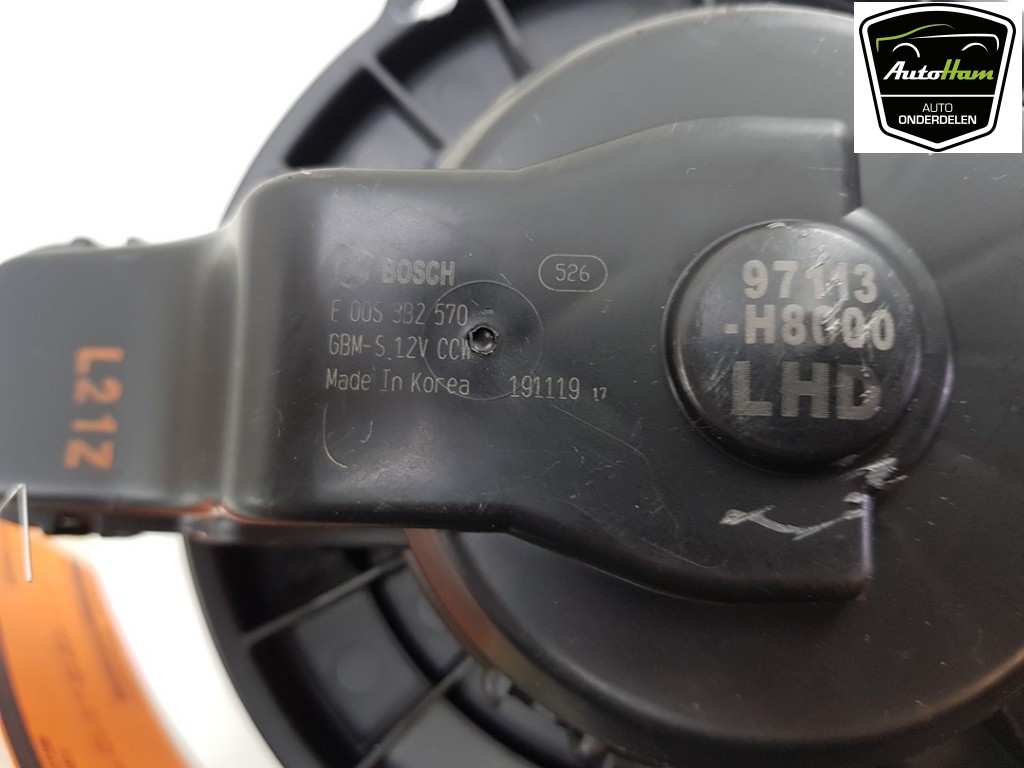 AutoHam
AUTO
ONDERDELEN
BOSCH
526
F 00S 3B2 570
GBM-S 12V CCW
Made In Korea 191119 17
97113
-H8000
LHD
L21Z